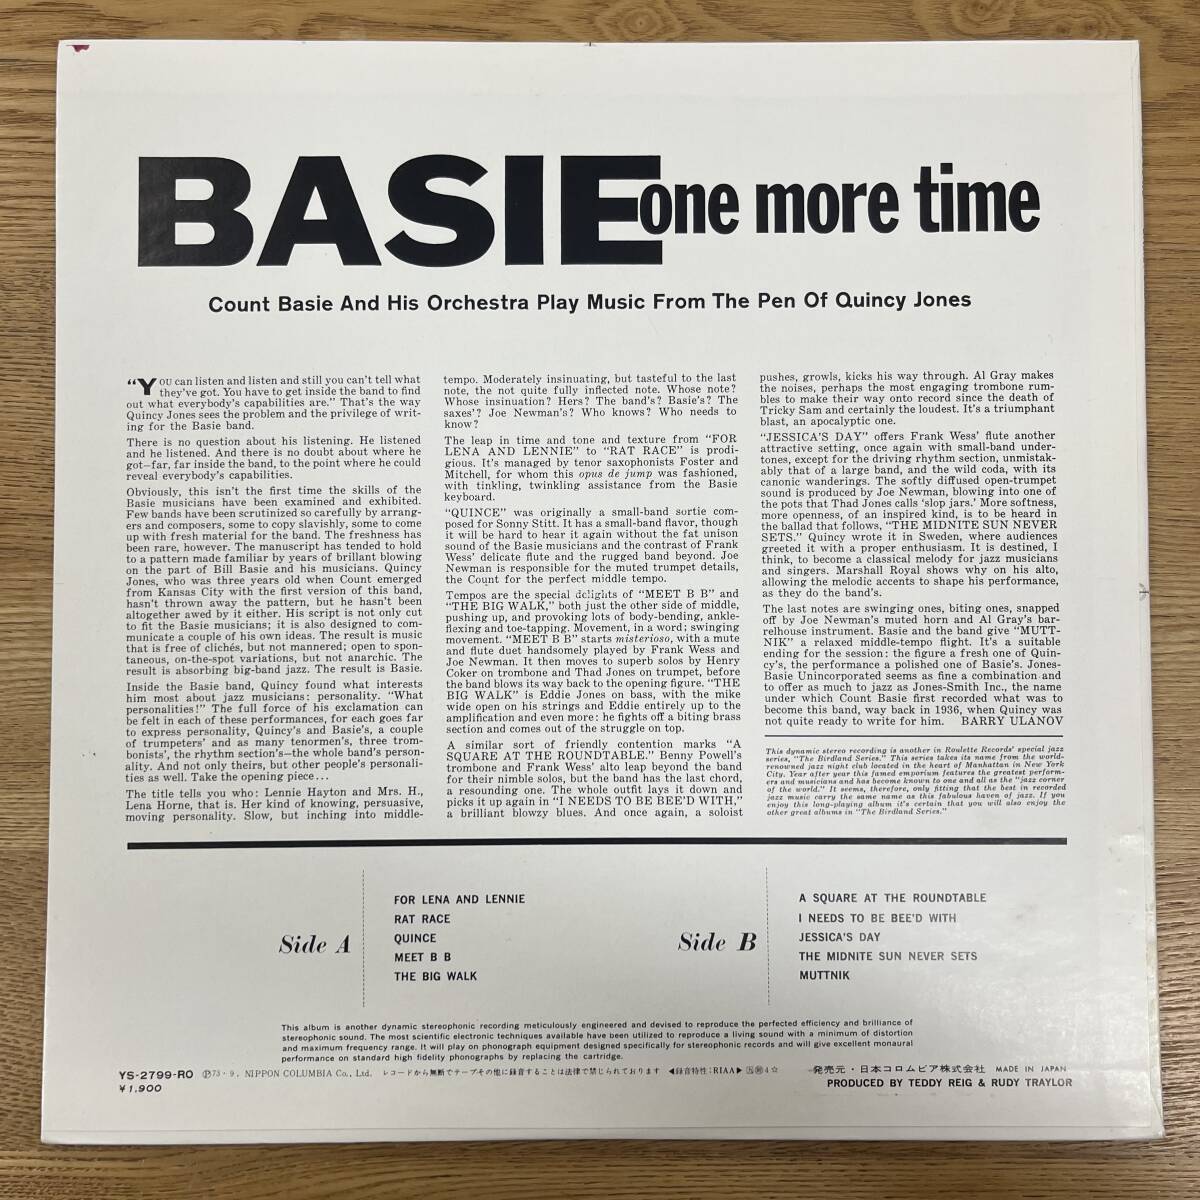 BASIE one more time
Count Basie And His Orchestra Play Music From The Pen Of Quincy Jones
“YOU can listen and listen and still you can't tell what
they've got. You have to get inside the band to find
out what everybody's capabilities are.” That's the way
Quincy Jones sees the problem and the privilege of writ-
ing for the Basie band.
There is no question about his listening. He listened
and he listened. And there is no doubt about where he
got—far, far inside the band, to the point where he could
reveal everybody's capabilities.
Obviously, this isn't the first time the skills of the
Basie musicians have been examined and exhibited.
Few bands have been scrutinized so carefully by arrang-
ers and composers, some to copy slavishly, some to come
up with fresh material for the band. The freshness has
been rare, however. The manuscript has tended to hold
to a pattern made familiar by years of brilliant blowing
on the part of Bill Basie and his musicians. Quincy
Jones, who was three years old when Count emerged
from Kansas City with the first version of this band,
hasn't thrown away the pattern, but he hasn't been
altogether awed by it either. His script is not only cut
to fit the Basie musicians; it is also designed to com-
municate a couple of his own ideas. The result is music
that is free of clichés, but not mannered; open to spon-
taneous, on-the-spot variations, but not anarchic. The
result is absorbing big-band jazz. The result is Basie.
Inside the Basie band, Quincy found what interests
him most about jazz musicians: personality. “What
personalities!” The full force of his exclamation can
be felt in each of these performances, for each goes far
to express personality, Quincy's and Basie's, a couple
of trumpeters' and as many tenormen's, three trom-
bonists', the rhythm section's—the whole band's person-
ality. And not only theirs, but other people's personali-
ties as well. Take the opening piece...
The title tells you who: Lennie Hayton and Mrs. H.,
Lena Horne, that is. Her kind of knowing, persuasive,
moving personality. Slow, but inching into middle-
tempo. Moderately insinuating, but tasteful to the last
note, the not quite fully inflected note. Whose note?
Whose insinuation? Hers? The band's? Basie's? The
saxes'? Joe Newman's? Who knows? Who needs to
know?
The leap in time and tone and texture from “FOR
LENA AND LENNIE” to “RAT RACE” is prodi-
gious. It's managed by tenor saxophonists Foster and
Mitchell, for whom this opus de jump was fashioned,
with tinkling, twinkling assistance from the Basie
keyboard.
“QUINCE” was originally a small-band sortie com-
posed for Sonny Stitt. It has a small-band flavor, though
it will be hard to hear it again without the fat unison
sound of the Basie musicians and the contrast of Frank
Wess' delicate flute and the rugged band beyond. Joe
Newman is responsible for the muted trumpet details,
the Count for the perfect middle tempo.
Tempos are the special delights of “MEET B B” and
“THE BIG WALK,” both just the other side of middle,
pushing up, and provoking lots of body-bending, ankle-
flexing and toe-tapping. Movement, in a word; swinging
movement. “MEET B B” starts misterioso, with a mute
and flute duet handsomely played by Frank Wess and
Joe Newman. It then moves to superb solos by Henry
Coker on trombone and Thad Jones on trumpet, before
the band blows its way back to the opening figure. “THE
BIG WALK” is Eddie Jones on bass, with the mike
wide open on his strings and Eddie entirely up to the
amplification and even more: he fights off a biting brass
section and comes out of the struggle on top.
A similar sort of friendly contention marks “A
SQUARE AT THE ROUNDTABLE.” Benny Powell's
trombone and Frank Wess' alto leap beyond the band
for their nimble solos, but the band has the last chord,
a resounding one. The whole outfit lays it down and
picks it up again in “I NEEDS TO BE BEE'D WITH,”
a brilliant blowzy blues. And once again, a soloist
pushes, growls, kicks his way through. Al Gray makes
the noises, perhaps the most engaging trombone rum-
bles to make their way onto record since the death of
Tricky Sam and certainly the loudest. It's a triumphant
blast, an apocalyptic one.
“JESSICA'S DAY” offers Frank Wess' flute another
attractive setting, once again with small-band under-
tones, except for the driving rhythm section, unmistak-
ably that of a large band, and the wild coda, with its
canonic wanderings. The softly diffused open-trumpet
sound is produced by Joe Newman, blowing into one of
the pots that Thad Jones calls ‘slop jars.’ More softness,
more openness, of an inspired kind, is to be heard in
the ballad that follows, “THE MIDNITE SUN NEVER
SETS.” Quincy wrote it in Sweden, where audiences
greeted it with a proper enthusiasm. It is destined, I
think, to become a classical melody for jazz musicians
and singers. Marshall Royal shows why on his alto,
allowing the melodic accents to shape his performance,
as they do the band's.
The last notes are swinging ones, biting ones, snapped
off by Joe Newman's muted horn and Al Gray's bar-
relhouse instrument. Basie and the band give “MUTT-
NIK” a relaxed middle-tempo flight. It's a suitable
ending for the session: the figure a fresh one of Quin-
cy's, the performance a polished one of Basie's. Jones-
Basie Unincorporated seems as fine a combination and
to offer as much to jazz as Jones-Smith Inc., the name
under which Count Basie first recorded what was to
become this band, way back in 1936, when Quincy was
not quite ready to write for him. BARRY ULANOV
This dynamic stereo recording is another in Roulette Records' special jazz
series, “The Birdland Series.” This series takes its name from the world-
renowned jazz night club located in the heart of Manhattan in New York
City. Year after year this famed emporium features the greatest perform-
ers and musicians and has become known to one and all as the “jazz corner
of the world.” It seems, therefore, only fitting that the best in recorded
jazz music carry the same name as this fabulous haven of jazz. If you
enjoy this long-playing album it's certain that you will also enjoy the
other great albums in “The Birdland Series.”
Side A
FOR LENA AND LENNIE
RAT RACE
QUINCE
MEET B B
THE BIG WALK
Side B
A SQUARE AT THE ROUNDTABLE
I NEEDS TO BE BEE'D WITH
JESSICA'S DAY
THE MIDNITE SUN NEVER SETS
MUTTNIK
This album is another dynamic stereophonic recording meticulously engineered and devised to reproduce the perfected efficiency and brilliance of
stereophonic sound. The most scientific electronic techniques available have been utilized to reproduce a living sound with a minimum of distortion
and maximum frequency range. It will play on phonograph equipment designed specifically for stereophonic records and will give excellent monaural
performance on standard high fidelity phonographs by replacing the cartridge.
YS-2799-RO Ⓟ73・9. NIPPON COLUMBIA Co., Ltd. レコードから無断でテープその他に録音することは法律で禁じられております ◀録音特性：RIAA▶ 4☆ 発売元・日本コロムビア株式会社 MADE IN JAPAN
¥1,900 PRODUCED BY TEDDY REIG & RUDY TRAYLOR